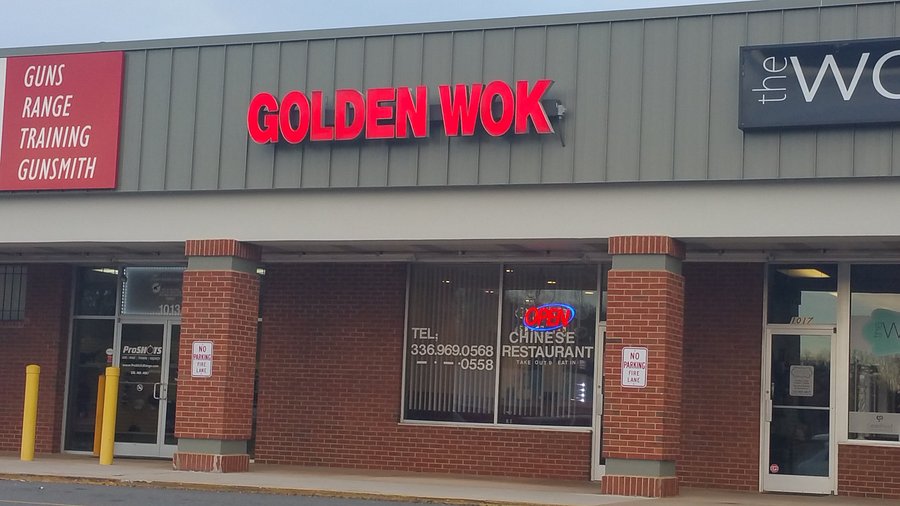 GUNS
RANGE
TRAINING
GUNSMITH
GOLDEN WOK
the
1013
ProSHOTS
NO
PARKING
FIRE
LANE
TEL;
336.969.0568
- . - . -0558
OPEN
CHINESE
RESTAURANT
TAKE OUT & EAT IN
NO
PARKING
FIRE
LANE
1017